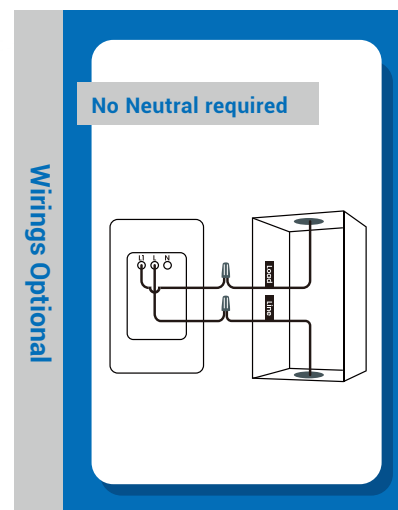 Wirings Optional
No Neutral required
L1 L N
Load
Line